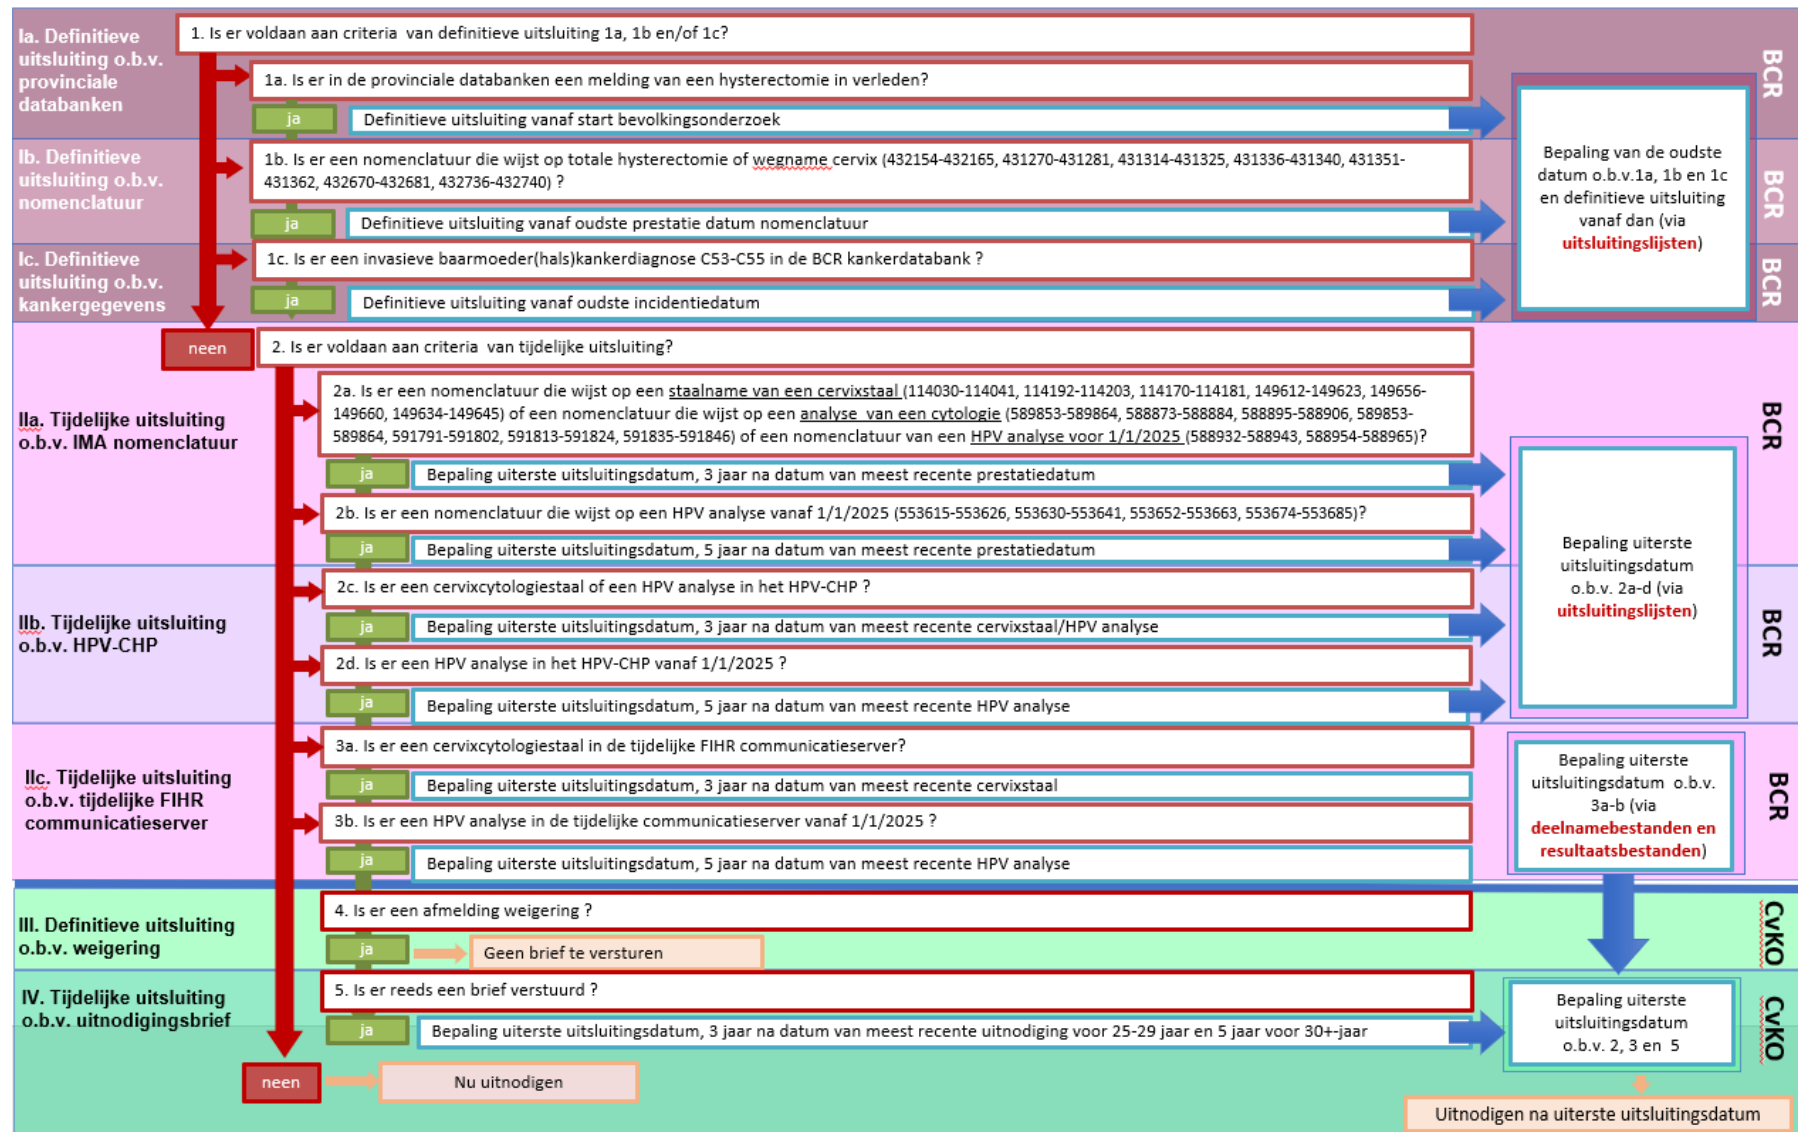 Ia. Definitieve
uitsluiting o.b.v.
provinciale
databanken
1. Is er voldaan aan criteria van definitieve uitsluiting 1a, 1b en/of 1c?
1a. Is er in de provinciale databanken een melding van een hysterectomie in verleden?
ja
Definitieve uitsluiting vanaf start bevolkingsonderzoek
BCR
Ib. Definitieve
uitsluiting o.b.v.
nomenclatuur
1b. Is er een nomenclatuur die wijst op totale hysterectomie of wegname cervix (432154-432165, 431270-431281, 431314-431325, 431336-431340, 431351-
431362, 432670-432681, 432736-432740) ?
ja
Definitieve uitsluiting vanaf oudste prestatie datum nomenclatuur
BCR
Ic. Definitieve
uitsluiting o.b.v.
kankergegevens
1c. Is er een invasieve baarmoeder(hals)kankerdiagnose C53-C55 in de BCR kankerdatabank ?
ja
Definitieve uitsluiting vanaf oudste incidentiedatum
BCR
Bepaling van de oudste
datum o.b.v.1a, 1b en 1c
en definitieve uitsluiting
vanaf dan (via
uitsluitingslijsten)
neen
2. Is er voldaan aan criteria van tijdelijke uitsluiting?
IIa. Tijdelijke uitsluiting
o.b.v. IMA nomenclatuur
2a. Is er een nomenclatuur die wijst op een staalname van een cervixstaal (114030-114041, 114192-114203, 114170-114181, 149612-149623, 149656-
149660, 149634-149645) of een nomenclatuur die wijst op een analyse van een cytologie (589853-589864, 588873-588884, 588895-588906, 589853-
589864, 591791-591802, 591813-591824, 591835-591846) of een nomenclatuur van een HPV analyse voor 1/1/2025 (588932-588943, 588954-588965)?
ja
Bepaling uiterste uitsluitingsdatum, 3 jaar na datum van meest recente prestatiedatum
2b. Is er een nomenclatuur die wijst op een HPV analyse vanaf 1/1/2025 (553615-553626, 553630-553641, 553652-553663, 553674-553685)?
ja
Bepaling uiterste uitsluitingsdatum, 5 jaar na datum van meest recente prestatiedatum
BCR
IIb. Tijdelijke uitsluiting
o.b.v. HPV-CHP
2c. Is er een cervixcytologiestaal of een HPV analyse in het HPV-CHP ?
ja
Bepaling uiterste uitsluitingsdatum, 3 jaar na datum van meest recente cervixstaal/HPV analyse
2d. Is er een HPV analyse in het HPV-CHP vanaf 1/1/2025 ?
ja
Bepaling uiterste uitsluitingsdatum, 5 jaar na datum van meest recente HPV analyse
BCR
Bepaling uiterste
uitsluitingsdatum
o.b.v. 2a-d (via
uitsluitingslijsten)
IIc. Tijdelijke uitsluiting
o.b.v. tijdelijke FIHR
communicatieserver
3a. Is er een cervixcytologiestaal in de tijdelijke FIHR communicatieserver?
ja
Bepaling uiterste uitsluitingsdatum, 3 jaar na datum van meest recente cervixstaal
3b. Is er een HPV analyse in de tijdelijke communicatieserver vanaf 1/1/2025 ?
ja
Bepaling uiterste uitsluitingsdatum, 5 jaar na datum van meest recente HPV analyse
Bepaling uiterste
uitsluitingsdatum o.b.v.
3a-b (via
deelnamebestanden en
resultaatsbestanden)
BCR
III. Definitieve uitsluiting
o.b.v. weigering
4. Is er een afmelding weigering ?
ja
Geen brief te versturen
CvKO
IV. Tijdelijke uitsluiting
o.b.v. uitnodigingsbrief
5. Is er reeds een brief verstuurd ?
ja
Bepaling uiterste uitsluitingsdatum, 3 jaar na datum van meest recente uitnodiging voor 25-29 jaar en 5 jaar voor 30+-jaar
Bepaling uiterste
uitsluitingsdatum
o.b.v. 2, 3 en 5
CvKO
neen
Nu uitnodigen
Uitnodigen na uiterste uitsluitingsdatum